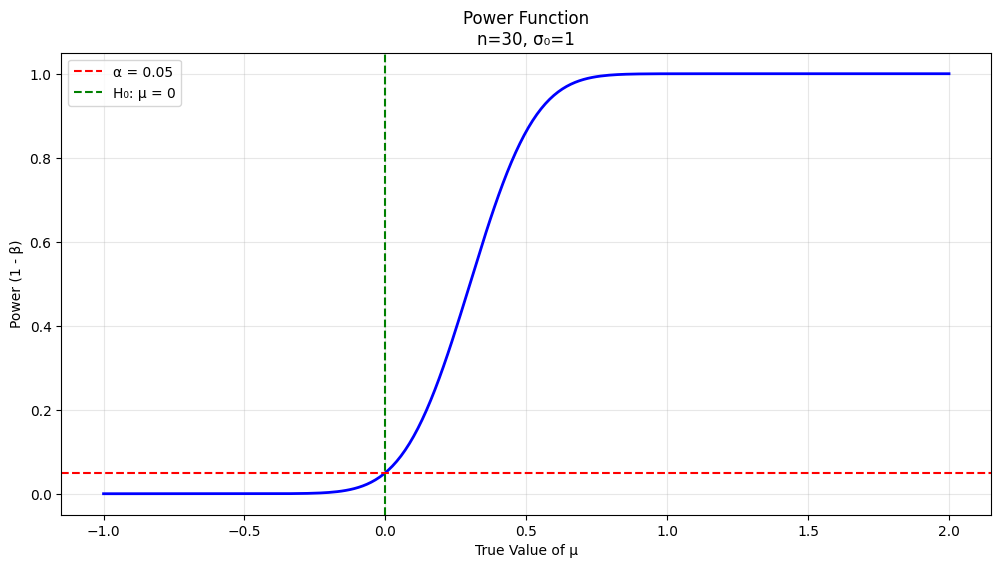 Power Function
n=30, σ₀=1
α = 0.05
H₀: μ = 0
Power (1 - β)
1.0
0.8
0.6
0.4
0.2
0.0
−1.0
−0.5
0.0
0.5
1.0
1.5
2.0
True Value of μ